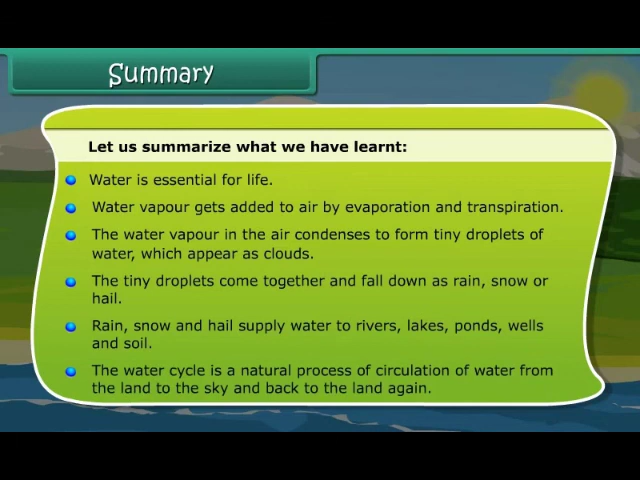 Summary
Let us summarize what we have learnt:
Water is essential for life.
Water vapour gets added to air by evaporation and transpiration.
The water vapour in the air condenses to form tiny droplets of
water, which appear as clouds.
The tiny droplets come together and fall down as rain, snow or
hail.
Rain, snow and hail supply water to rivers, lakes, ponds, wells
and soil.
The water cycle is a natural process of circulation of water from
the land to the sky and back to the land again.